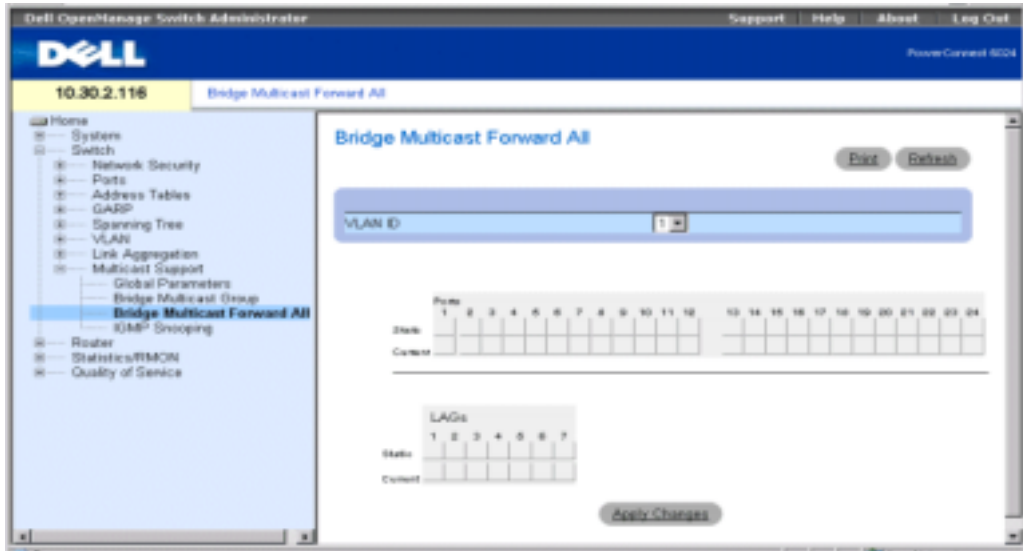 Dell OpenManage Switch Administrator
Support Help About Log Out
DELL
PowerConnect 6024
10.30.2.116
Bridge Multicast Forward All
Home
System
Switch
Network Security
Ports
Address Tables
GARP
Spanning Tree
VLAN
Link Aggregation
Multicast Support
Global Parameters
Bridge Multicast Group
Bridge Multicast Forward All
IGMP Snooping
Router
Statistics/RMON
Quality of Service
Bridge Multicast Forward All
Print Refresh
VLAN ID 1
Ports
1 2 3 4 5 6 7 8 9 10 11 12 13 14 15 16 17 18 19 20 21 22 23 24
Static
Current
LAGs
1 2 3 4 5 6 7
Static
Current
Apply Changes